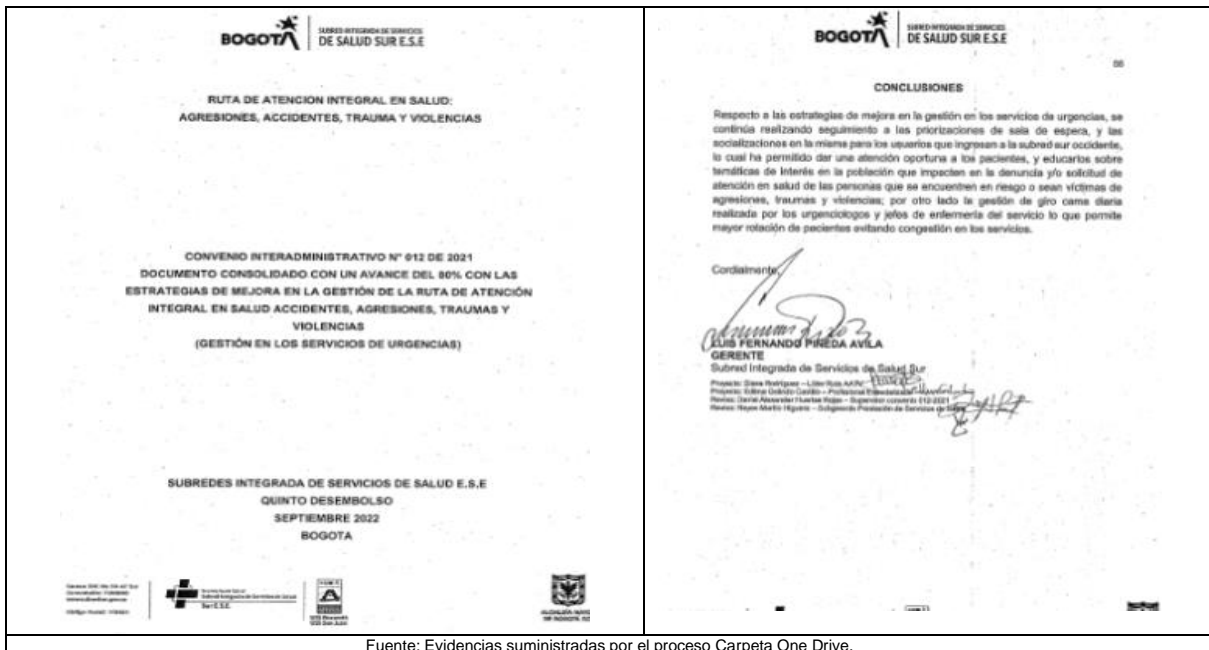 BOGOTÁ
SUBRED INTEGRADA DE SERVICIOS
DE SALUD SUR E.S.E
RUTA DE ATENCION INTEGRAL EN SALUD:
AGRESIONES, ACCIDENTES, TRAUMA Y VIOLENCIAS
CONVENIO INTERADMINISTRATIVO N° 012 DE 2021
DOCUMENTO CONSOLIDADO CON UN AVANCE DEL 80% CON LAS
ESTRATEGIAS DE MEJORA EN LA GESTIÓN DE LA RUTA DE ATENCIÓN
INTEGRAL EN SALUD ACCIDENTES, AGRESIONES, TRAUMAS Y
VIOLENCIAS
(GESTIÓN EN LOS SERVICIOS DE URGENCIAS)
SUBREDES INTEGRADA DE SERVICIOS DE SALUD E.S.E
QUINTO DESEMBOLSO
SEPTIEMBRE 2022
BOGOTA
BOGOTÁ
SUBRED INTEGRADA DE SERVICIOS
DE SALUD SUR E.S.E
CONCLUSIONES
Respecto a las estrategias de mejora en la gestión en los servicios de urgencias, se
continúa realizando seguimiento a las priorizaciones de sala de espera, y las
socializaciones en la misma para los usuarios que ingresan a la subred sur occidente,
lo cual ha permitido dar una atención oportuna a los pacientes, y educarlos sobre
temáticas de interés en la población que impacten en la denuncia y/o solicitud de
atención en salud de las personas que se encuentren en riesgo o sean víctimas de
agresiones, traumas y violencias; por otro lado la gestión de giro cama diaria
realizada por los urgenciologos y jefes de enfermería del servicio lo que permite
mayor rotación de pacientes evitando congestión en los servicios.
Cordialmente,
LUIS FERNANDO PINEDA AVILA
GERENTE
Subred Integrada de Servicios de Salud Sur
Fuente: Evidencias suministradas por el proceso Carpeta One Drive.